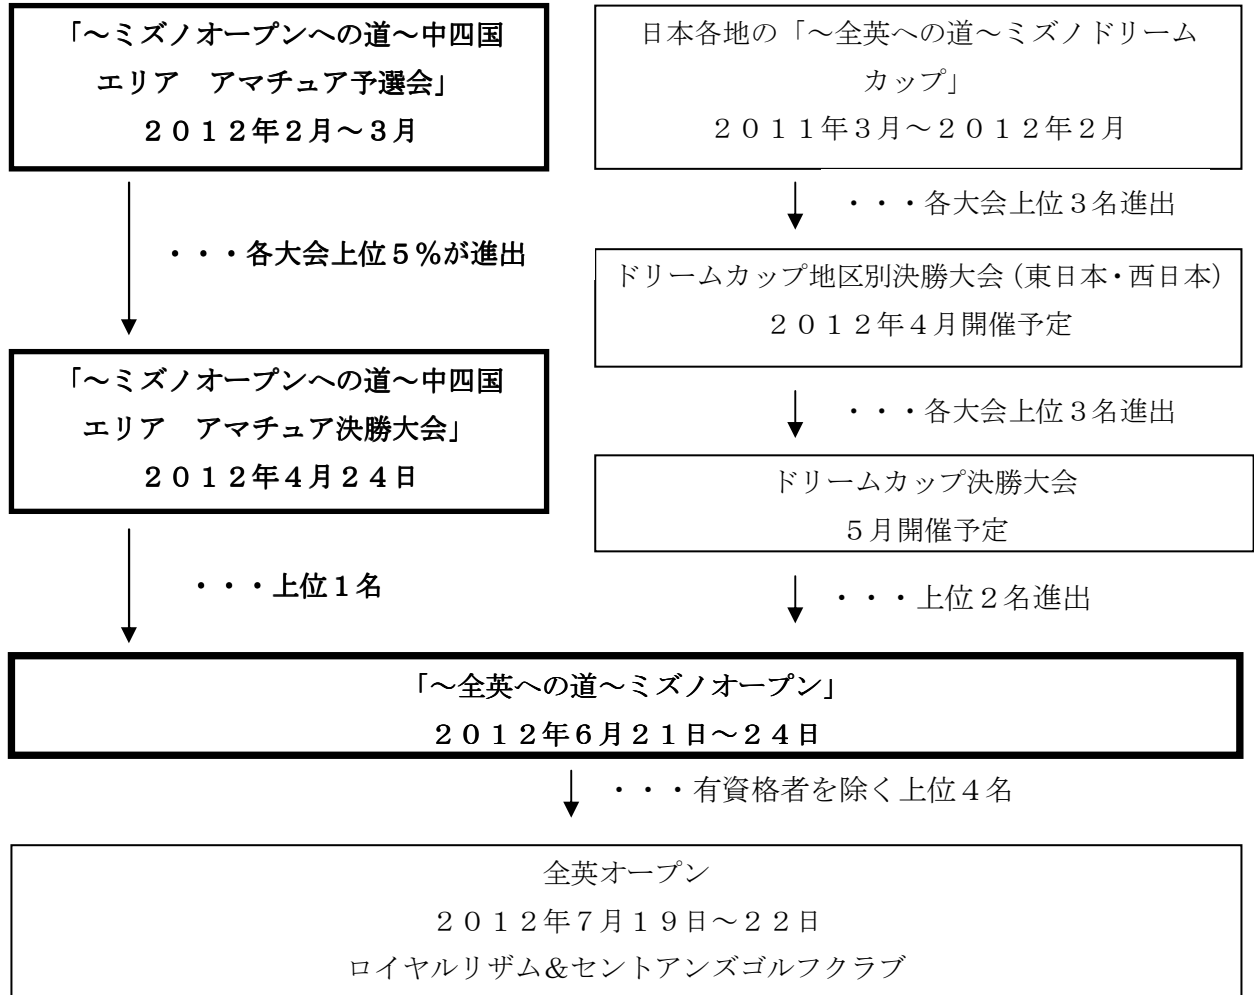 「～ミズノオープンへの道～中四国
エリア　アマチュア予選会」
２０１２年２月～３月
・・・各大会上位５％が進出
「～ミズノオープンへの道～中四国
エリア　アマチュア決勝大会」
２０１２年４月２４日
・・・上位１名
日本各地の「～全英への道～ミズノドリーム
カップ」
２０１１年３月～２０１２年２月
・・・各大会上位３名進出
ドリームカップ地区別決勝大会（東日本・西日本）
２０１２年４月開催予定
・・・各大会上位３名進出
ドリームカップ決勝大会
５月開催予定
・・・上位２名進出
「～全英への道～ミズノオープン」
２０１２年６月２１日～２４日
・・・有資格者を除く上位４名
全英オープン
２０１２年７月１９日～２２日
ロイヤルリザム＆セントアンズゴルフクラブ